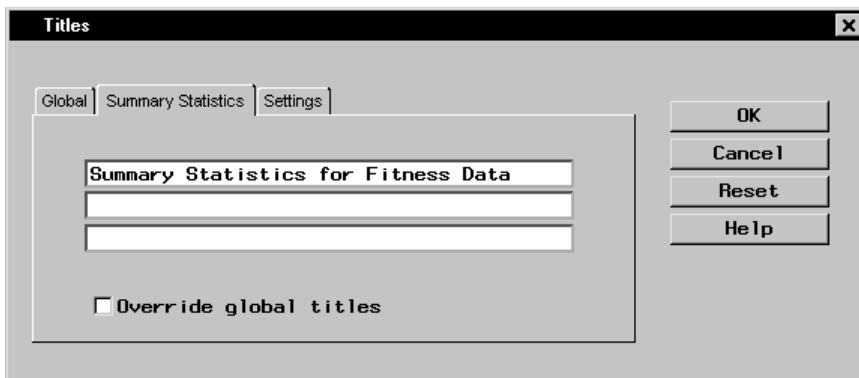 Titles
Global Summary Statistics Settings
Summary Statistics for Fitness Data
Override global titles
OK
Cancel
Reset
Help